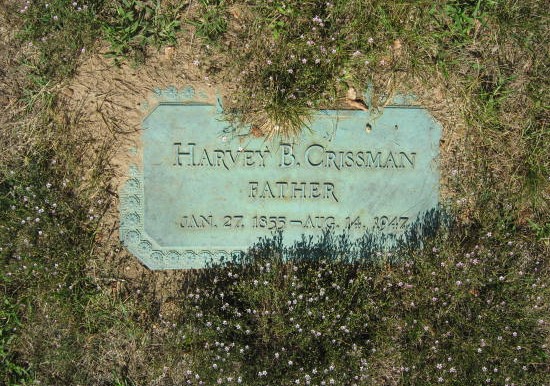 HARVEY B. CRISSMAN
FATHER
JAN. 27, 1855 — AUG. 14, 1947